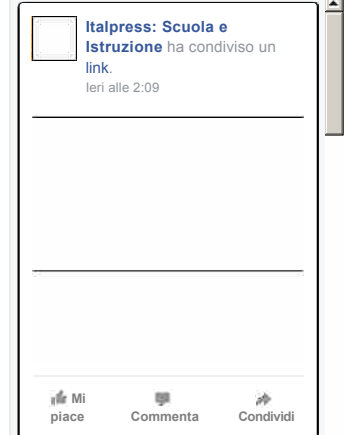 Italpress: Scuola e
Istruzione ha condiviso un
link.
Ieri alle 2:09
Mi
piace
Commenta
Condividi